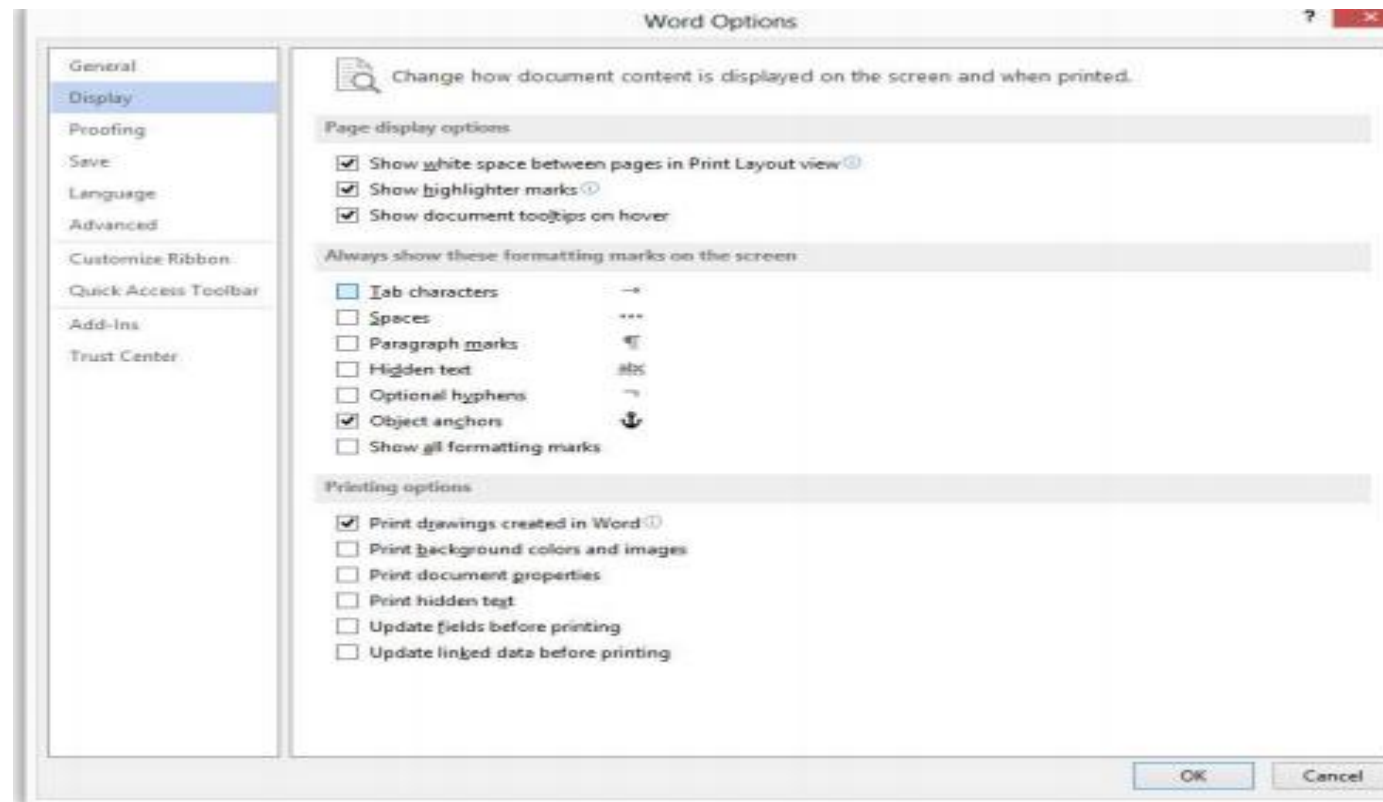 Word Options
?
General
Display
Proofing
Save
Language
Advanced
Customize Ribbon
Quick Access Toolbar
Add-Ins
Trust Center
Change how document content is displayed on the screen and when printed.
Page display options
Show white space between pages in Print Layout view
Show highlighter marks
Show document tooltips on hover
Always show these formatting marks on the screen
Tab characters →
Spaces ···
Paragraph marks ¶
Hidden text abc
Optional hyphens ¬
Object anchors
Show all formatting marks
Printing options
Print drawings created in Word
Print background colors and images
Print document properties
Print hidden text
Update fields before printing
Update linked data before printing
OK Cancel